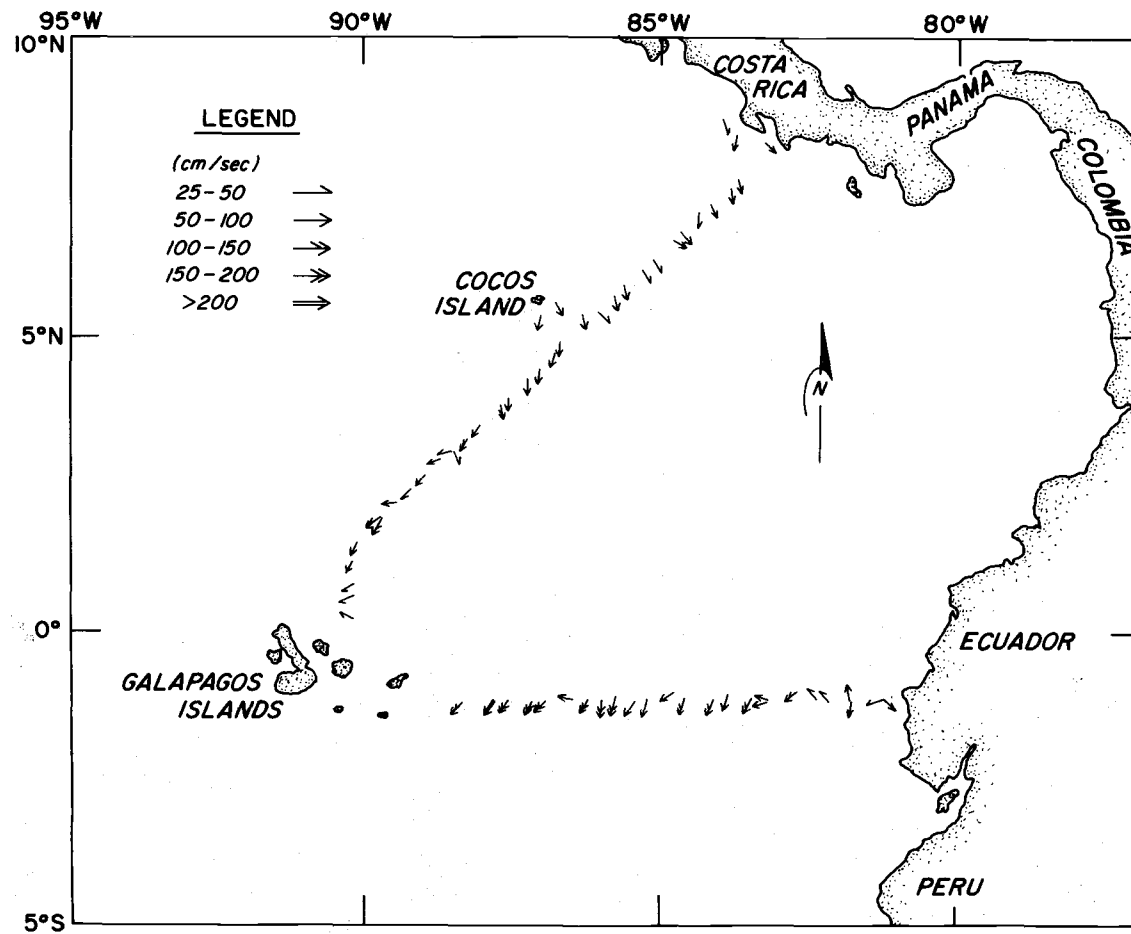 95°W 90°W 85°W 80°W
10°N
COSTA
RICA
PANAMA
COLOMBIA
LEGEND
(cm/sec)
25-50
50-100
100-150
150-200
>200
COCOS
ISLAND
5°N
N
0°
ECUADOR
GALAPAGOS
ISLANDS
PERU
5°S